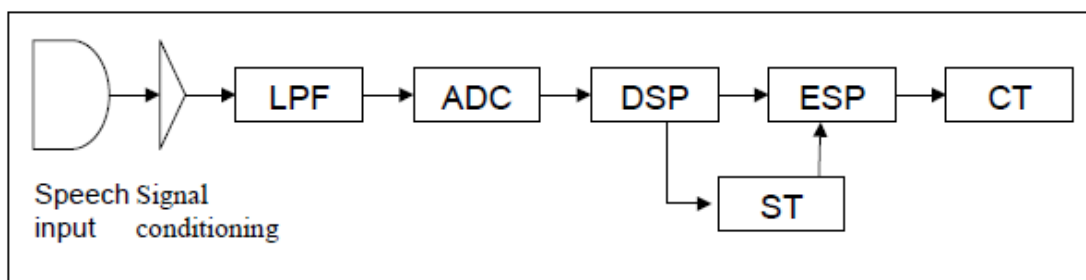 LPF
ADC
DSP
ESP
CT
ST
Speech Signal
input conditioning